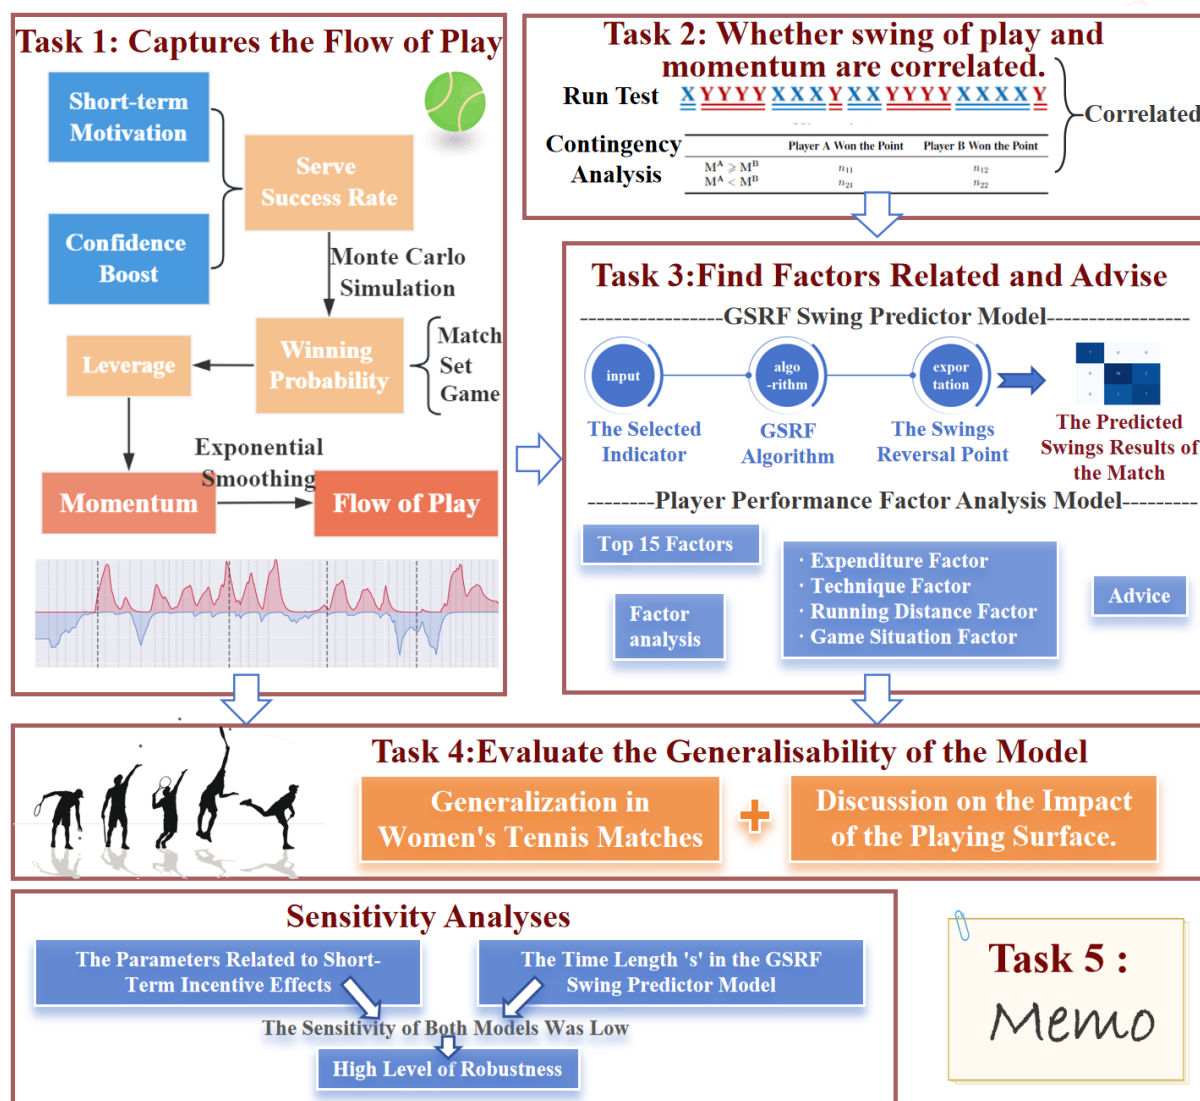 Task 1: Captures the Flow of Play
Short-term
Motivation
Confidence
Boost
Serve
Success Rate
Monte Carlo
Simulation
Winning
Probability
Match
Set
Game
Leverage
Exponential
Smoothing
Momentum
Flow of Play
Task 2: Whether swing of play and
momentum are correlated.
Run Test
X Y Y Y Y X X X Y X X Y Y Y Y X X X X Y
Contingency
Analysis
Player A Won the Point Player B Won the Point
Mᴬ ⩾ Mᴮ n₁₁ n₁₂
Mᴬ < Mᴮ n₂₁ n₂₂
Correlated
Task 3:Find Factors Related and Advise
-----------------GSRF Swing Predictor Model-----------------
input
algo
-rithm
expor
tation
The Selected
Indicator
GSRF
Algorithm
The Swings
Reversal Point
The Predicted
Swings Results of
the Match
--------Player Performance Factor Analysis Model--------
Top 15 Factors
Factor
analysis
· Expenditure Factor
· Technique Factor
· Running Distance Factor
· Game Situation Factor
Advice
Task 4:Evaluate the Generalisability of the Model
Generalization in
Women's Tennis Matches
+
Discussion on the Impact
of the Playing Surface.
Sensitivity Analyses
The Parameters Related to Short-
Term Incentive Effects
The Time Length 's' in the GSRF
Swing Predictor Model
The Sensitivity of Both Models Was Low
High Level of Robustness
Task 5 :
Memo